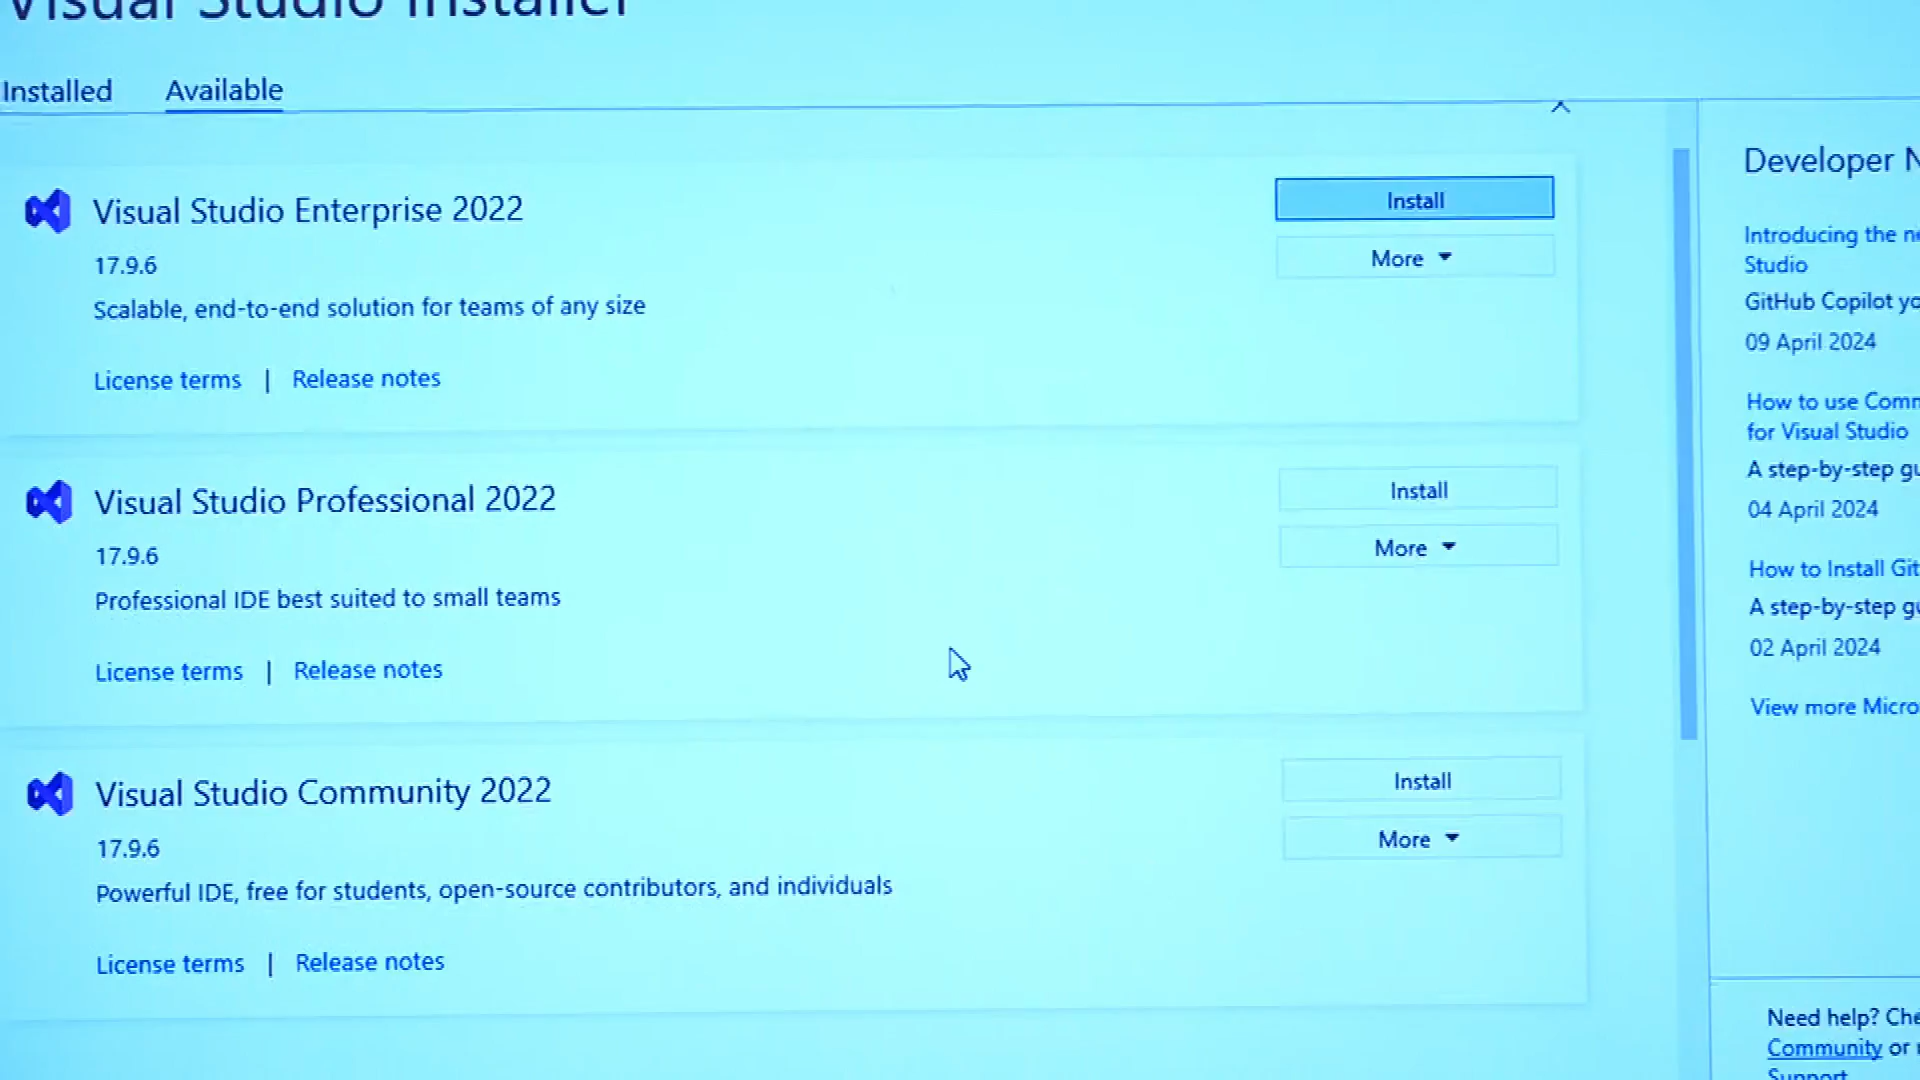 Visual Studio Installer
Installed
Available
Visual Studio Enterprise 2022
17.9.6
Scalable, end-to-end solution for teams of any size
License terms | Release notes
Install
More
Visual Studio Professional 2022
17.9.6
Professional IDE best suited to small teams
License terms | Release notes
Install
More
Visual Studio Community 2022
17.9.6
Powerful IDE, free for students, open-source contributors, and individuals
License terms | Release notes
Install
More
Developer
Introducing the
Studio
GitHub Copilot
09 April 2024
How to use
for Visual Studio
A step-by-step
04 April 2024
How to Install
A step-by-step
02 April 2024
View more
Need help?
Community or
Support